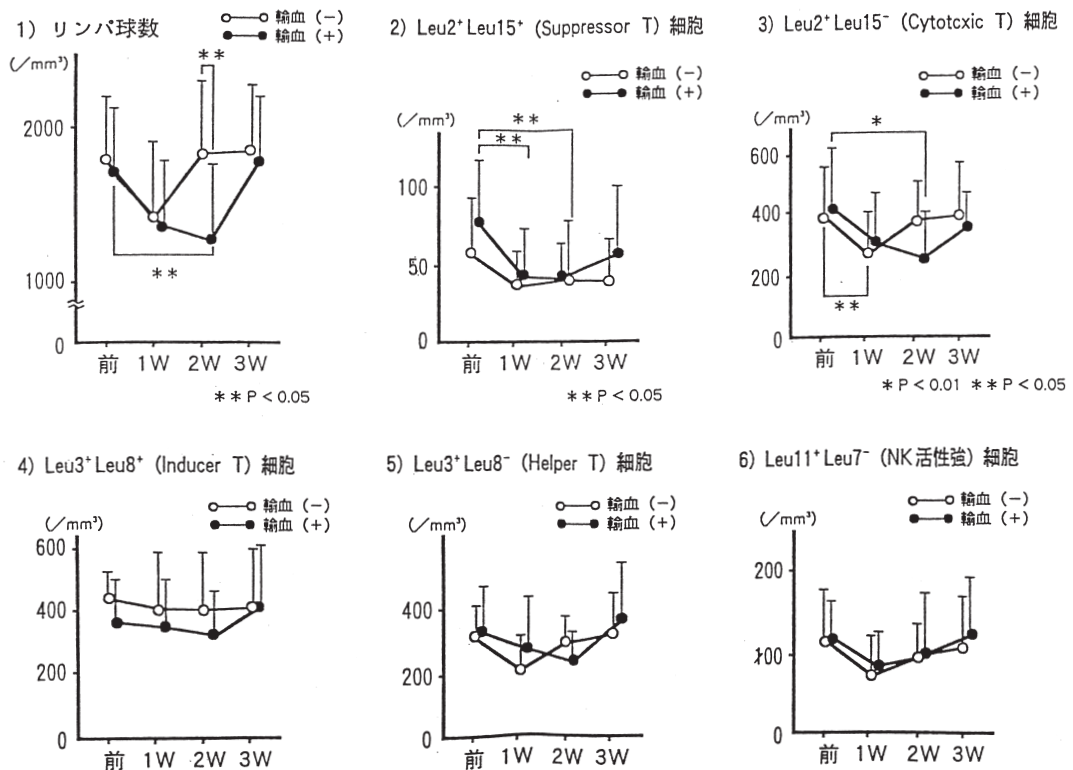 1) リンパ球数
輸血 (−)
輸血 (+)
(/mm³)
**
2000
1000
0
**
前 1W 2W 3W
**P<0.05
2) Leu2⁺Leu15⁺ (Suppressor T) 細胞
輸血 (−)
輸血 (+)
(/mm³)
**
**
100
50
0
前 1W 2W 3W
**P<0.05
3) Leu2⁺Leu15⁻ (Cytotcxic T) 細胞
輸血 (−)
輸血 (+)
(/mm³)
*
600
400
200
**
0
前 1W 2W 3W
*P<0.01 **P<0.05
4) Leu3⁺Leu8⁺ (Inducer T) 細胞
輸血 (−)
輸血 (+)
(/mm³)
600
400
200
0
前 1W 2W 3W
5) Leu3⁺Leu8⁻ (Helper T) 細胞
輸血 (−)
輸血 (+)
(/mm³)
400
200
0
前 1W 2W 3W
6) Leu11⁺Leu7⁻ (NK活性強) 細胞
輸血 (−)
輸血 (+)
(/mm³)
200
100
0
前 1W 2W 3W